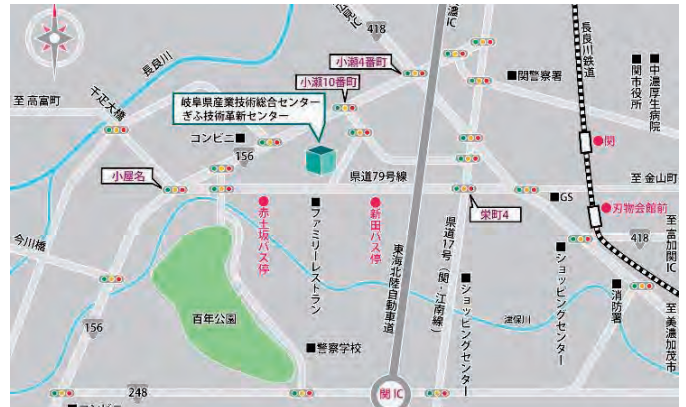 418
小瀬4番町
小瀬10番町
長良川
至 高富町
千疋大橋
岐阜県産業技術総合センター
ぎふ技術革新センター
コンビニ
156
小屋名
県道79号線
関警察署
長良川鉄道
関市役所
中濃厚生病院
関
至 金山町
GS
刃物会館前
栄町4
418
至 富加関IC
赤土坂バス停
ファミリーレストラン
新田バス停
東海北陸自動車道
県道17号(関・江南線)
ショッピングセンター
ショッピングセンター
消防署
至 美濃加茂市
津保川
今川橋
百年公園
156
警察学校
248
関IC
コンビニ